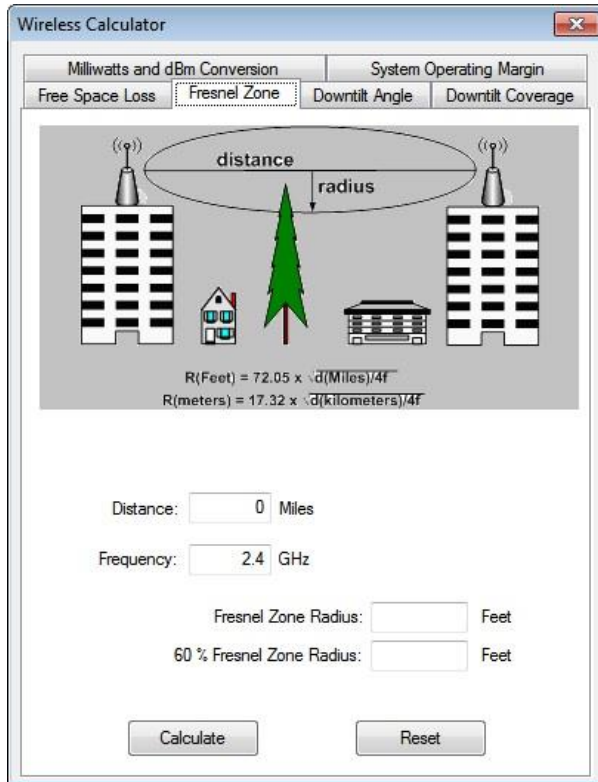 Wireless Calculator
Milliwatts and dBm Conversion System Operating Margin
Free Space Loss Fresnel Zone Downtilt Angle Downtilt Coverage
((o)) ((o))
distance
radius
R(Feet) = 72.05 x √d(Miles)/4f
R(meters) = 17.32 x √d(kilometers)/4f
Distance: 0 Miles
Frequency: 2.4 GHz
Fresnel Zone Radius: Feet
60 % Fresnel Zone Radius: Feet
Calculate Reset